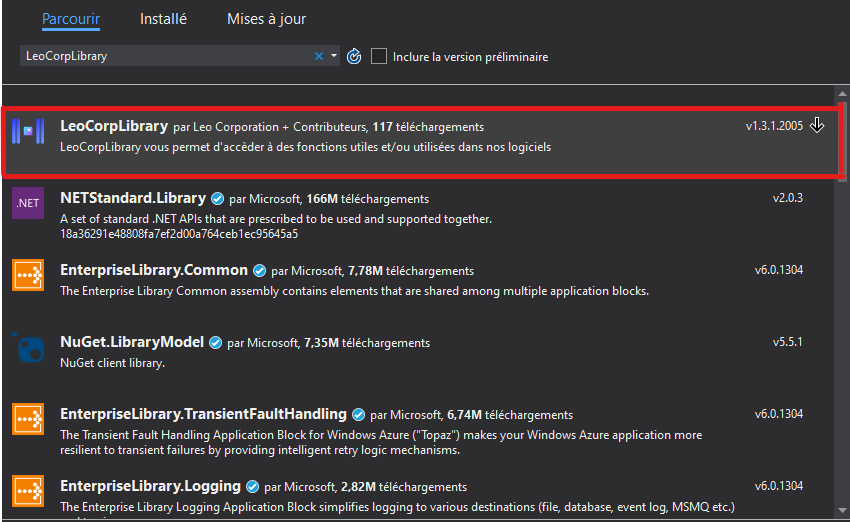 Parcourir Installé Mises à jour
LeoCorpLibrary Inclure la version préliminaire
LeoCorpLibrary par Leo Corporation + Contributeurs, 117 téléchargements v1.3.1.2005
LeoCorpLibrary vous permet d'accèder à des fonctions utiles et/ou utilisées dans nos logiciels
.NET NETStandard.Library par Microsoft, 166M téléchargements v2.0.3
A set of standard .NET APIs that are prescribed to be used and supported together.
18a36291e48808fa7ef2d00a764ceb1ec95645a5
EnterpriseLibrary.Common par Microsoft, 7,78M téléchargements v6.0.1304
The Enterprise Library Common assembly contains elements that are shared among multiple application blocks.
NuGet.LibraryModel par Microsoft, 7,35M téléchargements v5.5.1
NuGet client library.
EnterpriseLibrary.TransientFaultHandling par Microsoft, 6,74M téléchargements v6.0.1304
The Transient Fault Handling Application Block for Windows Azure ("Topaz") makes your Windows Azure application more
resilient to transient failures by providing intelligent retry logic mechanisms.
EnterpriseLibrary.Logging par Microsoft, 2,82M téléchargements v6.0.1304
The Enterprise Library Logging Application Block simplifies logging to various destinations (file, database, event log, MSMQ etc.)